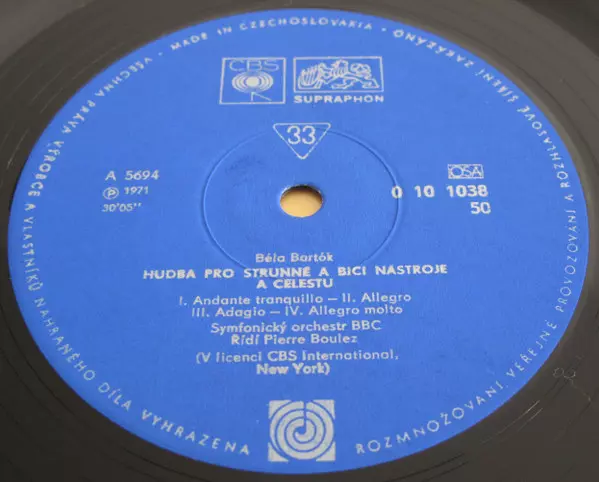 VŠECHNA PRÁVA VÝROBCE A VLASTNÍKŮ NAHRANÉHO DÍLA VYHRAZENA
ROZMNOŽOVÁNÍ, VEŘEJNÉ PROVOZOVÁNÍ A ROZHLASOVÉ ŠÍŘENÍ ZAKÁZÁNO
MADE IN CZECHOSLOVAKIA
CBS
SUPRAPHON
33
A 5694
Ⓟ 1971
30'05"
OSA
0 10 1038
50
Béla Bartók
HUDBA PRO STRUNNÉ A BICÍ NÁSTROJE
A CELESTU
I. Andante tranquillo – II. Allegro
III. Adagio – IV. Allegro molto
Symfonický orchestr BBC
Řídí Pierre Boulez
(V licenci CBS International,
New York)